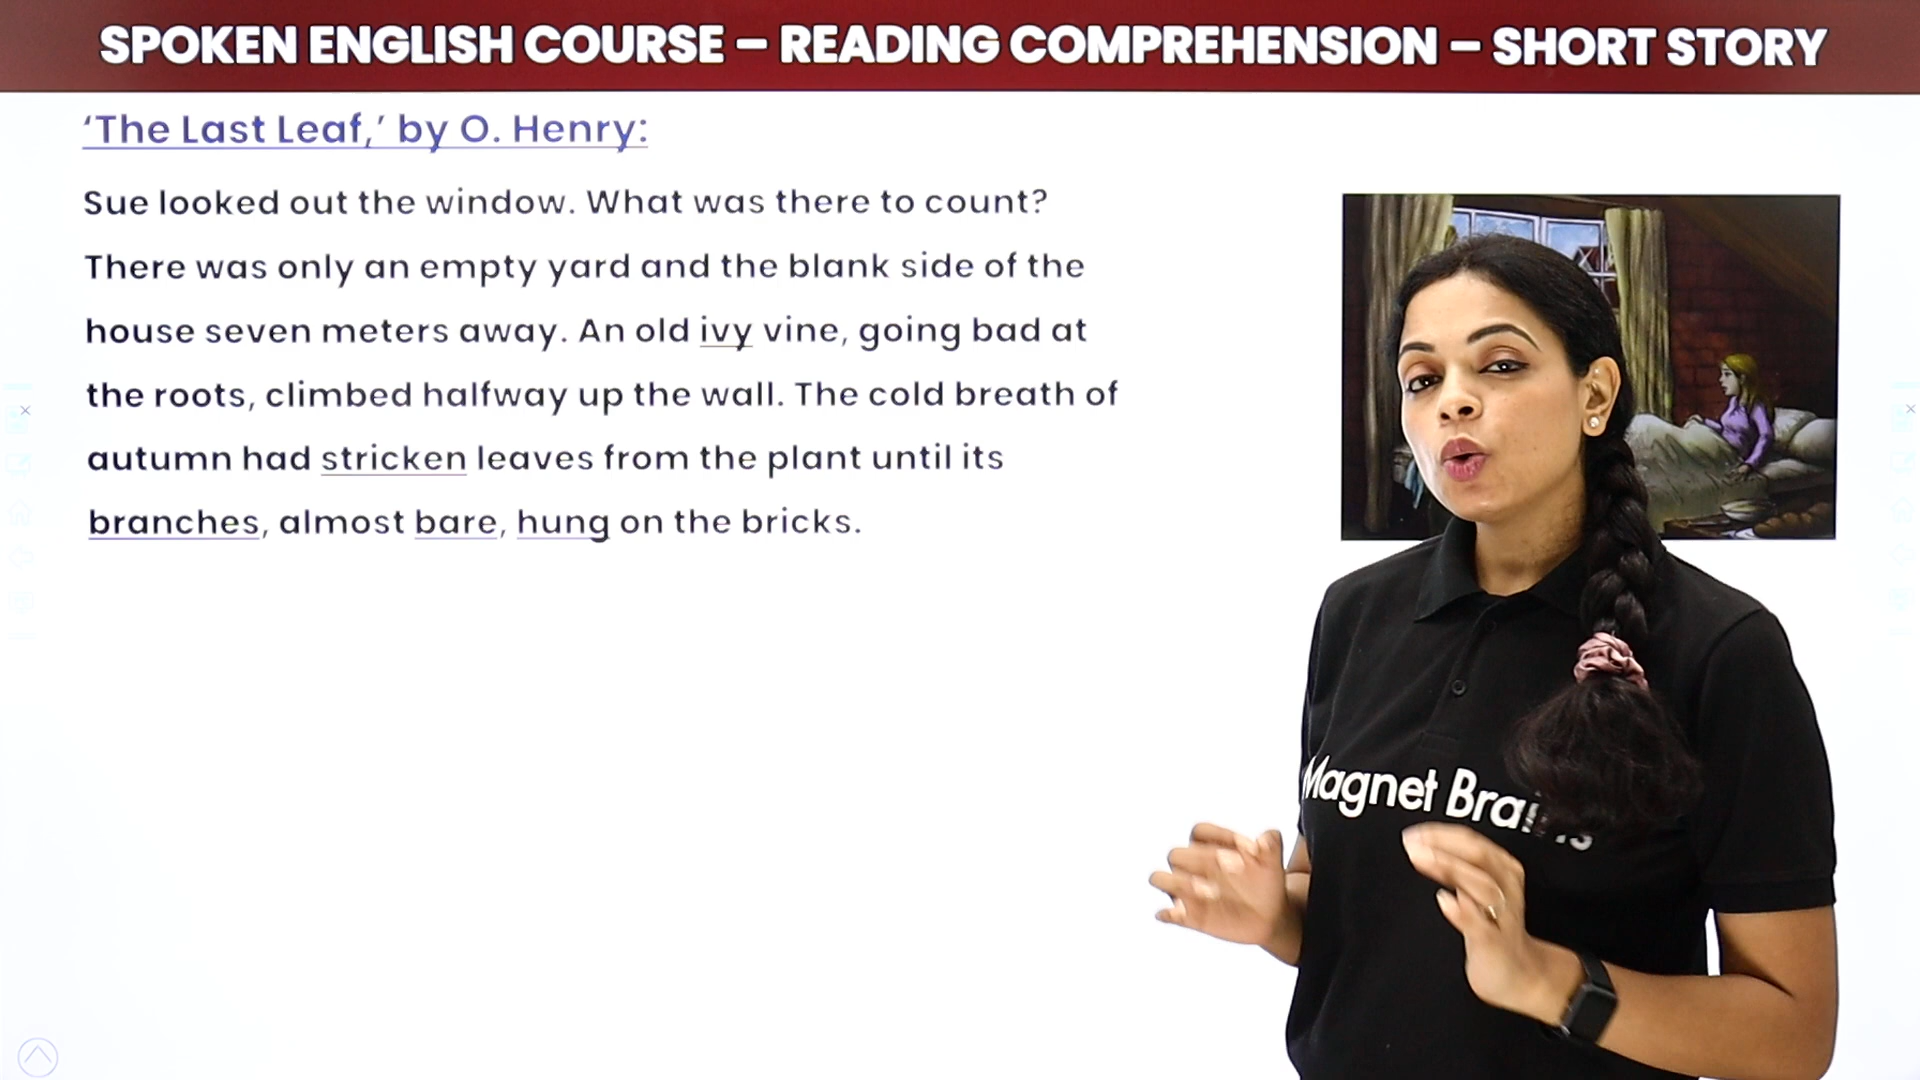 SPOKEN ENGLISH COURSE – READING COMPREHENSION – SHORT STORY
‘The Last Leaf,’ by O. Henry:
Sue looked out the window. What was there to count?
There was only an empty yard and the blank side of the
house seven meters away. An old ivy vine, going bad at
the roots, climbed halfway up the wall. The cold breath of
autumn had stricken leaves from the plant until its
branches, almost bare, hung on the bricks.
Magnet Brains